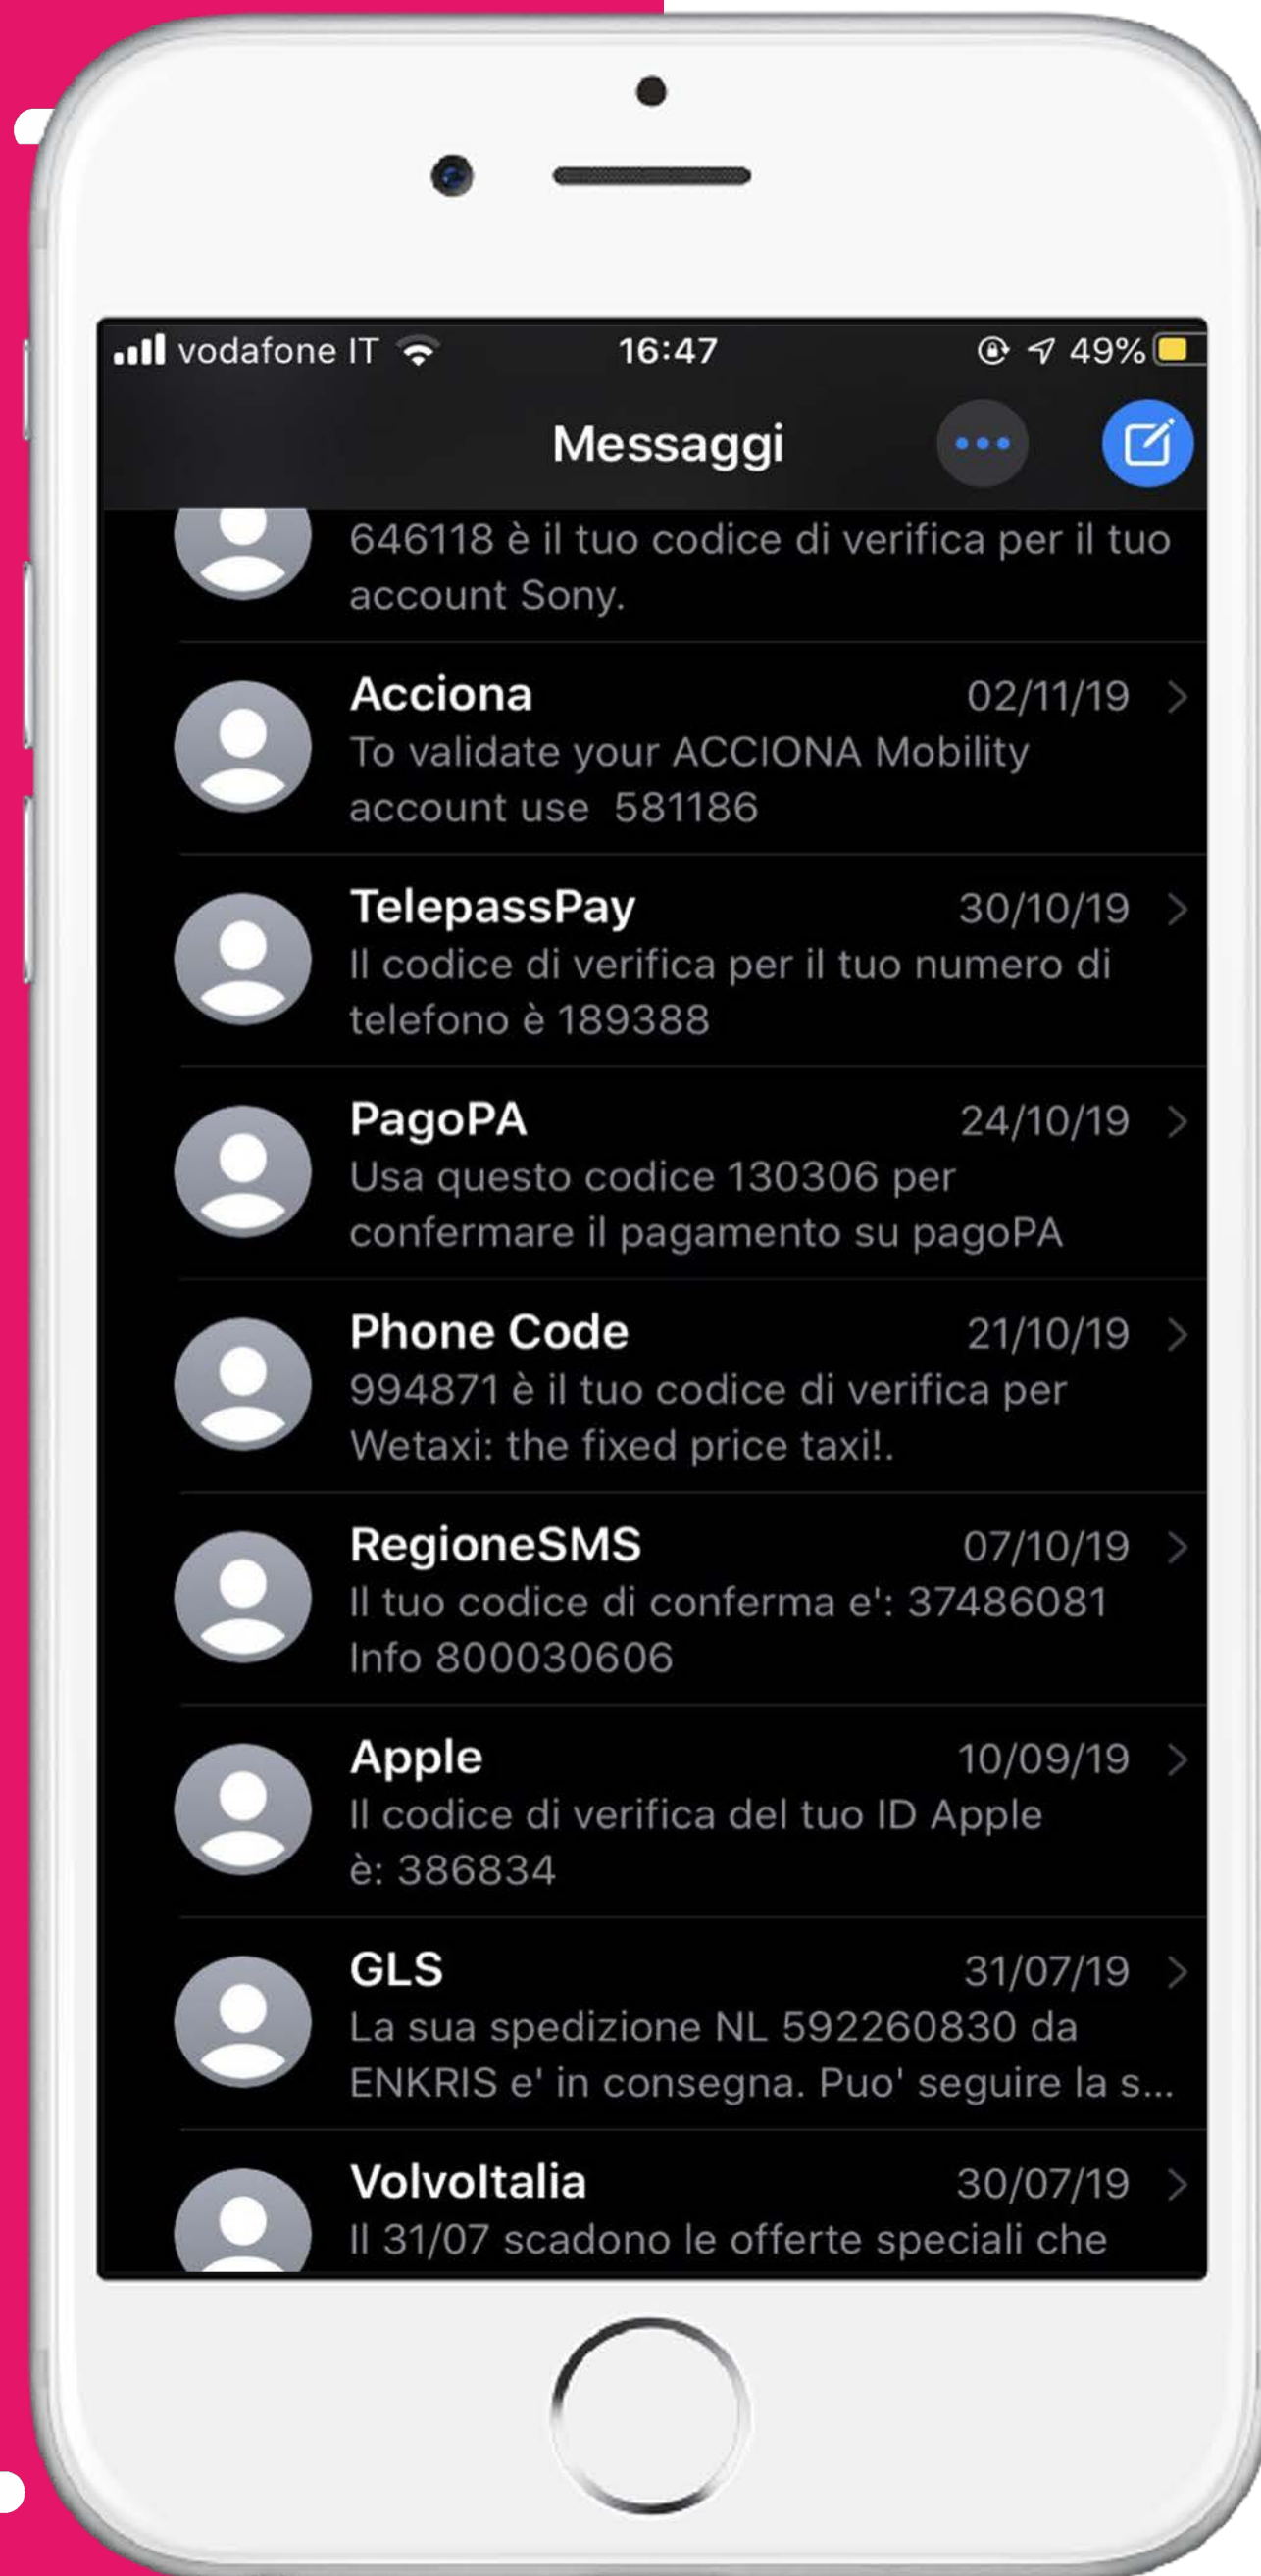 vodafone IT 16:47 49%
Messaggi
646118 è il tuo codice di verifica per il tuo
account Sony.
Acciona 02/11/19
To validate your ACCIONA Mobility
account use 581186
TelepassPay 30/10/19
Il codice di verifica per il tuo numero di
telefono è 189388
PagoPA 24/10/19
Usa questo codice 130306 per
confermare il pagamento su pagoPA
Phone Code 21/10/19
994871 è il tuo codice di verifica per
Wetaxi: the fixed price taxi!.
RegioneSMS 07/10/19
Il tuo codice di conferma e': 37486081
Info 800030606
Apple 10/09/19
Il codice di verifica del tuo ID Apple
è: 386834
GLS 31/07/19
La sua spedizione NL 592260830 da
ENKRIS e' in consegna. Puo' seguire la s...
VolvoItalia 30/07/19
Il 31/07 scadono le offerte speciali che